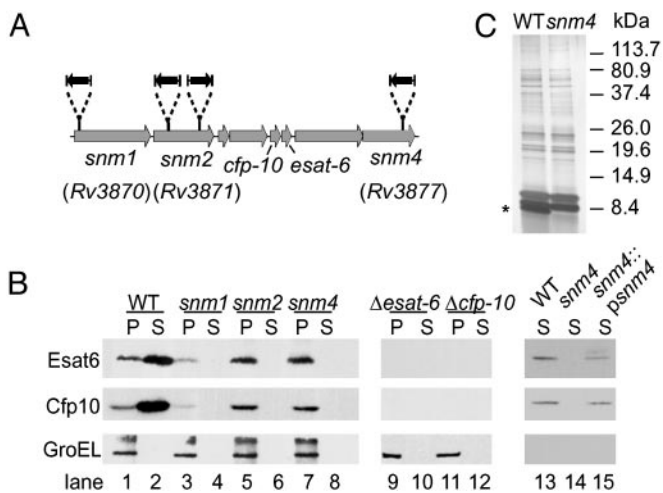 A
snm1 snm2 cfp-10 esat-6 snm4
(Rv3870) (Rv3871) (Rv3877)
C
WT snm4 kDa
113.7
80.9
37.4
26.0
19.6
14.9
* 8.4
B
WT snm1 snm2 snm4 Δesat-6 Δcfp-10 WT snm4 snm4::psnm4
P S P S P S P S P S P S S S S
Esat6
Cfp10
GroEL
lane 1 2 3 4 5 6 7 8 9 10 11 12 13 14 15